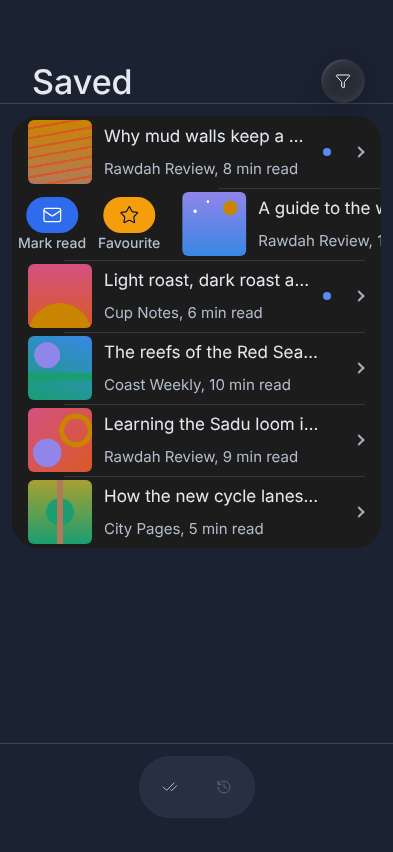 Saved
Why mud walls keep a ...
Rawdah Review, 8 min read
Mark read
Favourite
A guide to the
Rawdah Review,
Light roast, dark roast a...
Cup Notes, 6 min read
The reefs of the Red Sea...
Coast Weekly, 10 min read
Learning the Sadu loom i...
Rawdah Review, 9 min read
How the new cycle lanes...
City Pages, 5 min read